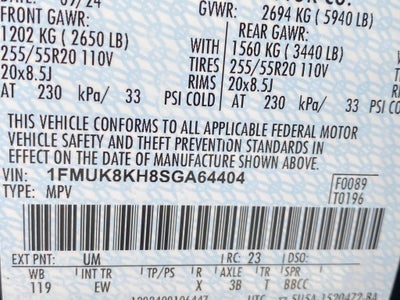 09/24
GVWR: 2694 KG (5940 LB)
FRONT GAWR: REAR GAWR:
1202 KG (2650 LB) WITH 1560 KG (3440 LB)
255/55R20 110V TIRES 255/55R20 110V
20x8.5J RIMS 20x8.5J
AT 230 kPa/ 33 PSI COLD AT 230 kPa/ 33 PSI
THIS VEHICLE CONFORMS TO ALL APPLICABLE FEDERAL MOTOR
VEHICLE SAFETY AND THEFT PREVENTION STANDARDS IN
EFFECT ON THE DATE OF MANUFACTURE SHOWN ABOVE.
VIN: 1FMUK8KH8SGA64404
TYPE: MPV
F0089
T0196
EXT PNT: UM RC: 23 DSO:
WB INT TR TP/PS R AXLE TR SPR
119 EW X 3B T BBCC
UTC